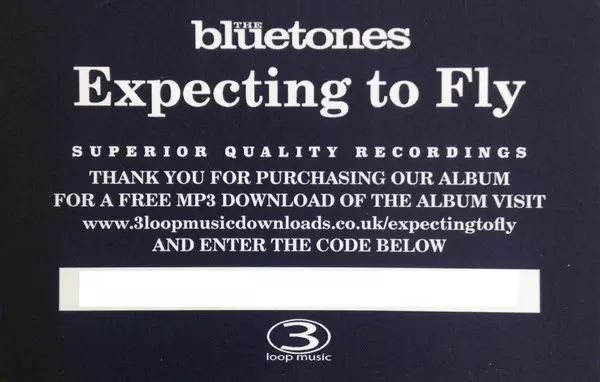 THE
bluetones
Expecting to Fly
SUPERIOR QUALITY RECORDINGS
THANK YOU FOR PURCHASING OUR ALBUM
FOR A FREE MP3 DOWNLOAD OF THE ALBUM VISIT
www.3loopmusicdownloads.co.uk/expectingtofly
AND ENTER THE CODE BELOW
3
loop music